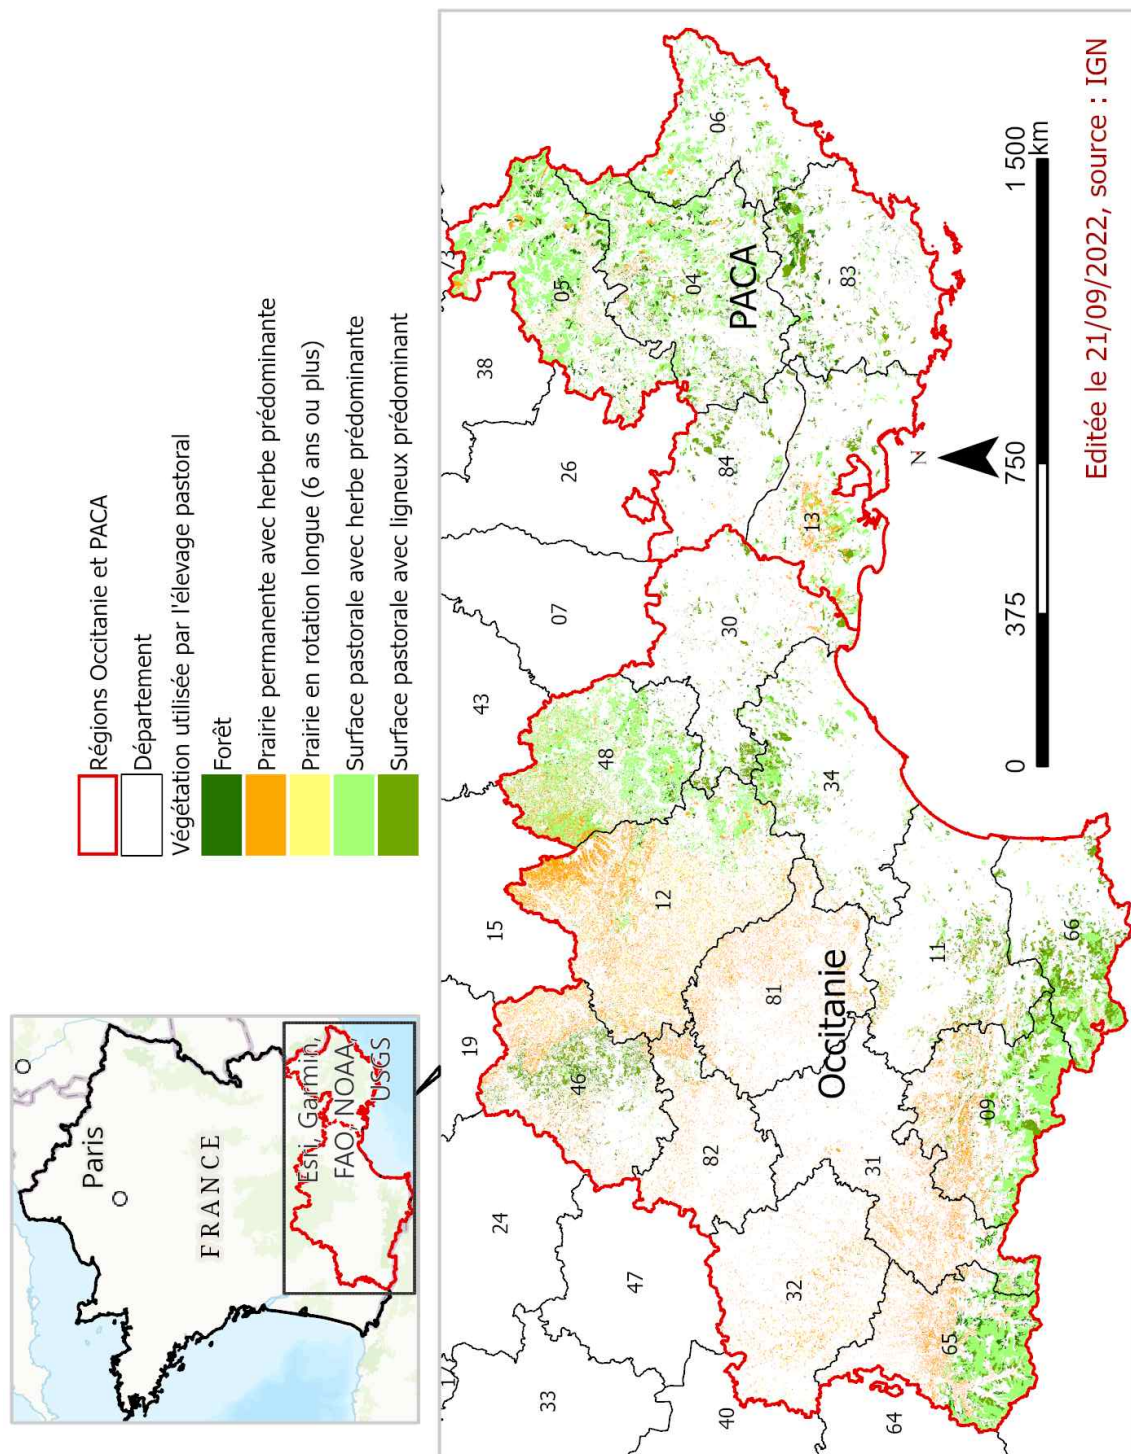 Paris
FRANCE
Esri, Garmin,
FAO, NOAA,
USGS
Régions Occitanie et PACA
Département
Végétation utilisée par l'élevage pastoral
Forêt
Prairie permanente avec herbe prédominante
Prairie en rotation longue (6 ans ou plus)
Surface pastorale avec herbe prédominante
Surface pastorale avec ligneux prédominant
33
24
19
15
43
07
38
26
47
46
48
05
40
82
12
30
84
04
06
32
81
34
13
PACA
83
64
31
Occitanie
65
09
11
66
N
0
375
750
1 500
km
Editée le 21/09/2022, source : IGN